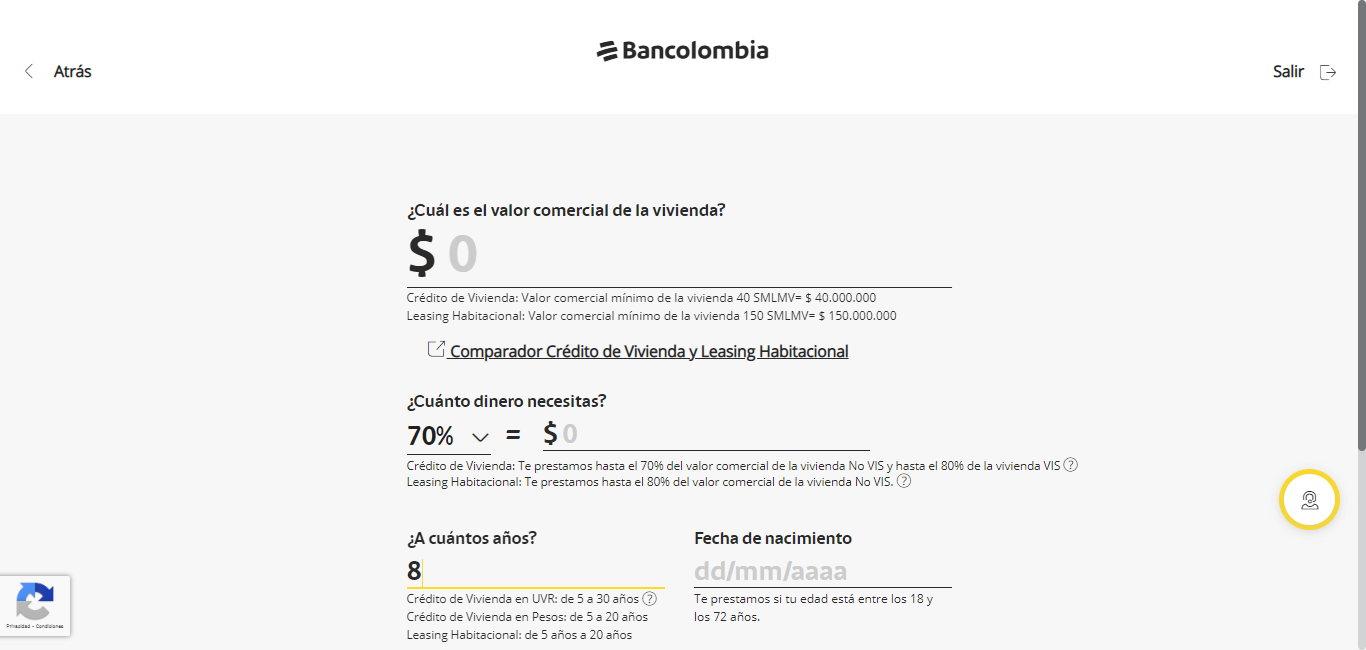 Bancolombia
Atrás
Salir
¿Cuál es el valor comercial de la vivienda?
$ 0
Crédito de Vivienda: Valor comercial mínimo de la vivienda 40 SMLMV= $ 40.000.000
Leasing Habitacional: Valor comercial mínimo de la vivienda 150 SMLMV= $ 150.000.000
Comparador Crédito de Vivienda y Leasing Habitacional
¿Cuánto dinero necesitas?
70% = $ 0
Crédito de Vivienda: Te prestamos hasta el 70% del valor comercial de la vivienda No VIS y hasta el 80% de la vivienda VIS ?
Leasing Habitacional: Te prestamos hasta el 80% del valor comercial de la vivienda No VIS. ?
¿A cuántos años?
8
Crédito de Vivienda en UVR: de 5 a 30 años ?
Crédito de Vivienda en Pesos: de 5 a 20 años
Leasing Habitacional: de 5 años a 20 años
Fecha de nacimiento
dd/mm/aaaa
Te prestamos si tu edad está entre los 18 y
los 72 años.
Privacidad - Condiciones